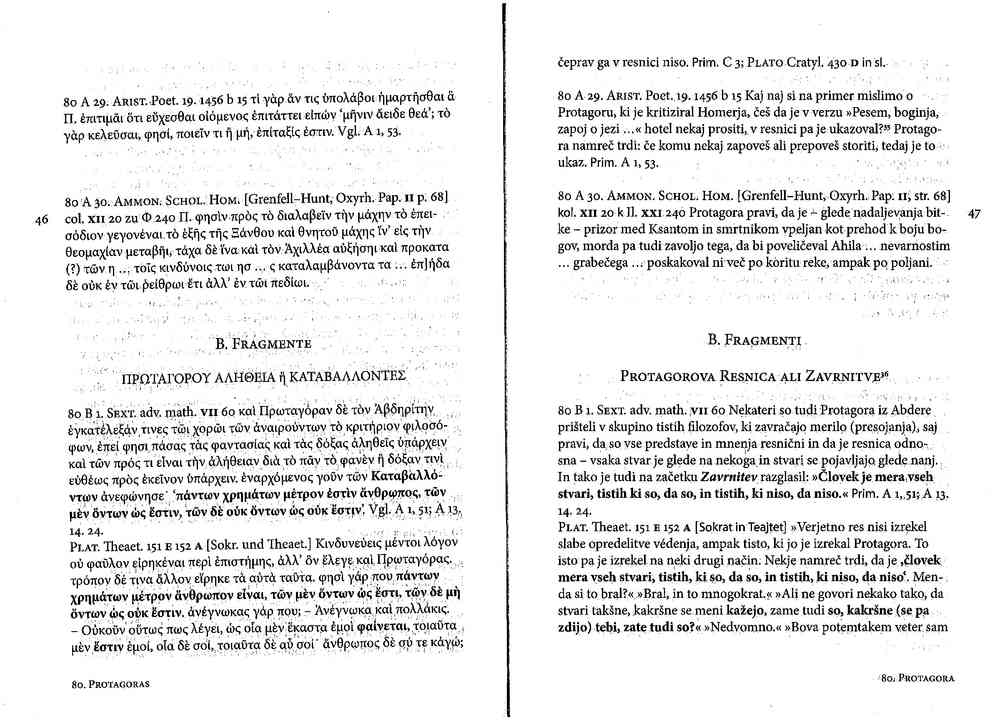 80 A 29. ARIST. Poet. 19. 1456 b 15 τί γὰρ ἄν τις ὑπολάβοι ἡμαρτῆσθαι ἃ
Π. ἐπιτιμᾶι ὅτι εὔχεσθαι οἰόμενος ἐπιτάττει εἰπὼν ʻμῆνιν ἄειδε θεάʼ; τὸ
γὰρ κελεῦσαι, φησί, ποιεῖν τι ἢ μή, ἐπίταξίς ἐστιν. Vgl. A 1, 53.
80 A 30. AMMON. SCHOL. HOM. [Grenfell–Hunt, Oxyrh. Pap. II p. 68]
46 col. XII 20 zu Φ 240 Π. φησὶν πρὸς τὸ διαλαβεῖν τὴν μάχην τὸ ἐπει-
σόδιον γεγονέναι τὸ ἑξῆς τῆς Ξάνθου καὶ θνητοῦ μάχης ἵν᾽ εἰς τὴν
θεομαχίαν μεταβῆι, τάχα δὲ ἵνα καὶ τὸν Ἀχιλλέα αὐξήσηι καὶ προκατα
(?) τῶν η ... τοῖς κινδύνοις τωι ησ ... ς καταλαμβάνοντα τα ... ἐπ]ήδα
δὲ οὐκ ἐν τῶι ῥείθρωι ἔτι ἀλλ᾽ ἐν τῶι πεδίωι.
B. FRAGMENTE
ΠΡΩΤΑΓΟΡΟΥ ΑΛΗΘΕΙΑ ἢ ΚΑΤΑΒΑΛΛΟΝΤΕΣ
80 B 1. SEXT. adv. math. VII 60 καὶ Πρωταγόραν δὲ τὸν Ἀβδηρίτην
ἐγκατέλεξάν τινες τῶι χορῶι τῶν ἀναιρούντων τὸ κριτήριον φιλοσό-
φων, ἐπεί φησι πάσας τὰς φαντασίας καὶ τὰς δόξας ἀληθεῖς ὑπάρχειν
καὶ τῶν πρός τι εἶναι τὴν ἀλήθειαν διὰ τὸ πᾶν τὸ φανὲν ἢ δόξαν τινὶ
εὐθέως πρὸς ἐκεῖνον ὑπάρχειν. ἐναρχόμενος γοῦν τῶν Καταβαλλό-
ντων ἀνεφώνησε· ʻπάντων χρημάτων μέτρον ἐστὶν ἄνθρωπος, τῶν
μὲν ὄντων ὡς ἔστιν, τῶν δὲ οὐκ ὄντων ὡς οὐκ ἔστινʼ. Vgl. A 1, 51; A 13,
14. 24.
PLAT. Theaet. 151 E 152 A [Sokr. und Theaet.] Κινδυνεύεις μέντοι λόγον
οὐ φαῦλον εἰρηκέναι περὶ ἐπιστήμης, ἀλλ᾽ ὃν ἔλεγε καὶ Πρωταγόρας.
τρόπον δέ τινα ἄλλον εἴρηκε τὰ αὐτὰ ταῦτα. φησὶ γάρ που πάντων
χρημάτων μέτρον ἄνθρωπον εἶναι, τῶν μὲν ὄντων ὡς ἔστι, τῶν δὲ μὴ
ὄντων ὡς οὐκ ἔστιν. ἀνέγνωκας γάρ που; – Ἀνέγνωκα καὶ πολλάκις.
– Οὐκοῦν οὕτως πως λέγει, ὡς οἷα μὲν ἕκαστα ἐμοὶ φαίνεται, τοιαῦτα
μὲν ἔστιν ἐμοί, οἷα δὲ σοί, τοιαῦτα δὲ αὖ σοί· ἄνθρωπος δὲ σύ τε κἀγώ;
80. PROTAGORAS
čeprav ga v resnici niso. Prim. C 3; PLATO Cratyl. 430 D in sl.
80 A 29. ARIST. Poet. 19. 1456 b 15 Kaj naj si na primer mislimo o
Protagoru, ki je kritiziral Homerja, češ da je v verzu »Pesem, boginja,
zapoj o jezi ...« hotel nekaj prositi, v resnici pa je ukazoval?³⁵ Protago-
ra namreč trdi: če komu nekaj zapoveš ali prepoveš storiti, tedaj je to
ukaz. Prim. A 1, 53.
80 A 30. AMMON. SCHOL. HOM. [Grenfell–Hunt, Oxyrh. Pap. II, str. 68]
kol. XII 20 k Il. XXI 240 Protagora pravi, da je – glede nadaljevanja bit- 47
ke – prizor med Ksantom in smrtnikom vpeljan kot prehod k boju bo-
gov, morda pa tudi zavoljo tega, da bi poveličeval Ahila ... nevarnostim
... grabečega ... poskakoval ni več po koritu reke, ampak po poljani.
B. FRAGMENTI
PROTAGOROVA RESNICA ALI ZAVRNITVE³⁶
80 B 1. SEXT. adv. math. VII 60 Nekateri so tudi Protagora iz Abdere
prišteli v skupino tistih filozofov, ki zavračajo merilo (presojanja), saj
pravi, da so vse predstave in mnenja resnični in da je resnica odno-
sna – vsaka stvar je glede na nekoga in stvari se pojavljajo glede nanj.
In tako je tudi na začetku Zavrnitev razglasil: »Človek je mera vseh
stvari, tistih ki so, da so, in tistih, ki niso, da niso.« Prim. A 1, 51; A 13.
14. 24.
PLAT. Theaet. 151 E 152 A [Sokrat in Teajtet] »Verjetno res nisi izrekel
slabe opredelitve védenja, ampak tisto, ki jo je izrekal Protagora. To
isto pa je izrekel na neki drugi način. Nekje namreč trdi, da je ‚človek
mera vseh stvari, tistih, ki so, da so, in tistih, ki niso, da niso‘. Men-
da si to bral?« »Bral, in to mnogokrat.« »Ali ne govori nekako tako, da
stvari takšne, kakršne se meni kažejo, zame tudi so, kakršne (se pa
zdijo) tebi, zate tudi so?« »Nedvomno.« »Bova potemtakem veter sam
80. PROTAGORA